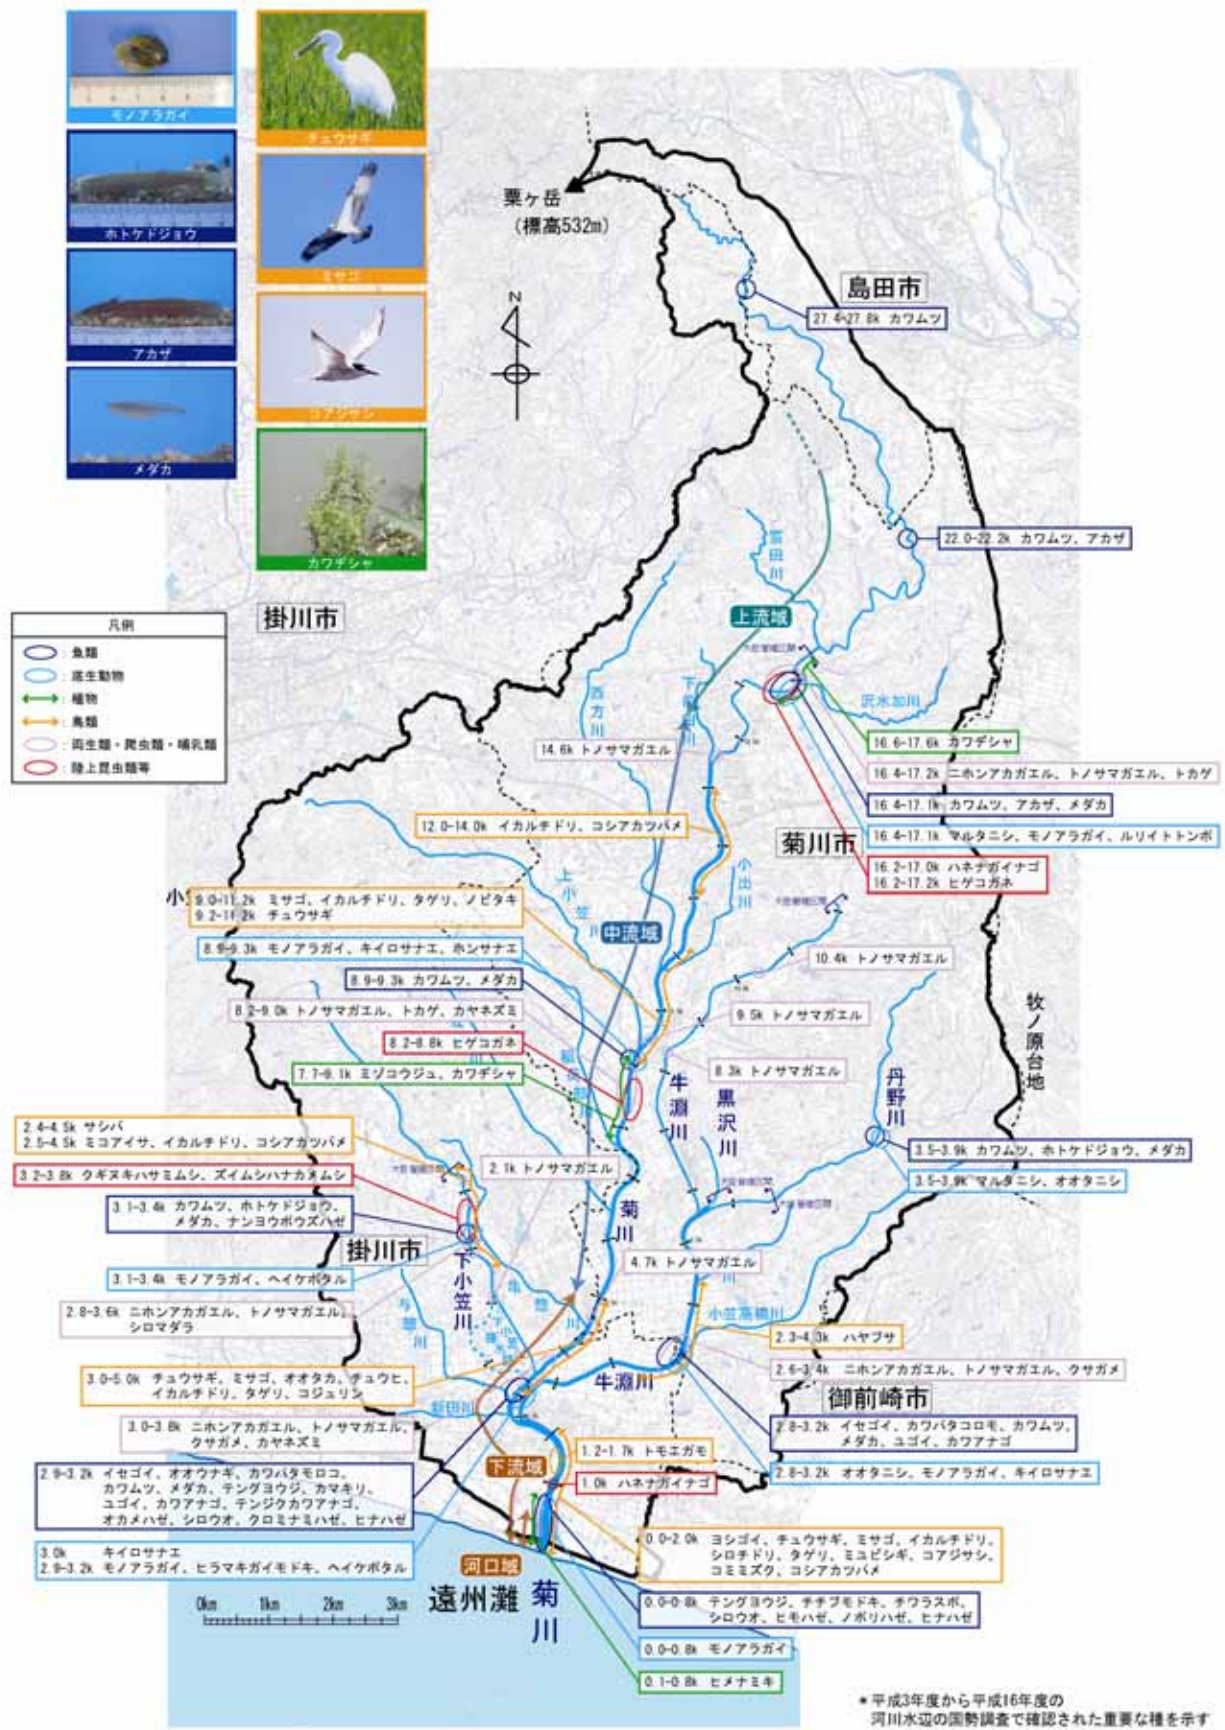 モノアラガイ
ホトケドジョウ
アカザ
メダカ
チュウサギ
ミサゴ
コアジサシ
カワヂシャ
粟ヶ岳
(標高532m)
N
島田市
27.4-27.8k カワムツ
22.0-22.2k カワムツ、アカザ
掛川市
凡例
：魚類
：底生動物
：植物
：鳥類
：両生類・爬虫類・哺乳類
：陸上昆虫類等
富田川
上流域
西方川
沢水加川
16.6-17.6k カワヂシャ
14.6k トノサマガエル
16.4-17.2k ニホンアカガエル、トノサマガエル、トカゲ
16.4-17.1k カワムツ、アカザ、メダカ
12.0-14.0k イカルチドリ、コシアカツバメ
菊川市
16.4-17.1k マルタニシ、モノアラガイ、ルリイトトンボ
16.2-17.0k ハネナガイナゴ
16.2-17.2k ヒゲコガネ
小出川
上小笠川
9.0-11.2k ミサゴ、イカルチドリ、タゲリ、ノビタキ
9.2-11.2k チュウサギ
中流域
8.9-9.3k モノアラガイ、キイロサナエ、ホンサナエ
10.4k トノサマガエル
8.9-9.3k カワムツ、メダカ
8.2-9.0k トノサマガエル、トカゲ、カヤネズミ
9.5k トノサマガエル
牧ノ原台地
8.2-8.8k ヒゲコガネ
7.7-9.1k ミゾコウジュ、カワヂシャ
8.3k トノサマガエル
牛淵川
黒沢川
丹野川
2.4-4.5k サシバ
2.5-4.5k ミコアイサ、イカルチドリ、コシアカツバメ
3.5-3.9k カワムツ、ホトケドジョウ、メダカ
3.2-3.8k クギヌキハサミムシ、ズイムシハナカメムシ
2.1k トノサマガエル
3.5-3.9k マルタニシ、オオタニシ
3.1-3.4k カワムツ、ホトケドジョウ、
メダカ、ナンヨウボウズハゼ
菊川
掛川市
下小笠川
4.7k トノサマガエル
3.1-3.4k モノアラガイ、ヘイケボタル
2.8-3.6k ニホンアカガエル、トノサマガエル、
シロマダラ
与惣川
亀惣川
小笠高橋川
2.3-4.3k ハヤブサ
2.6-3.4k ニホンアカガエル、トノサマガエル、クサガメ
3.0-5.0k チュウサギ、ミサゴ、オオタカ、チュウヒ、
イカルチドリ、タゲリ、コジュリン
牛淵川
御前崎市
3.0-3.8k ニホンアカガエル、トノサマガエル、
クサガメ、カヤネズミ
2.8-3.2k イセゴイ、カワバタコロモ、カワムツ、
メダカ、ユゴイ、カワアナゴ
1.2-1.7k トモエガモ
2.8-3.2k オオタニシ、モノアラガイ、キイロサナエ
下流域
1.0k ハネナガイナゴ
2.9-3.2k イセゴイ、オオウナギ、カワバタモロコ、
カワムツ、メダカ、テングヨウジ、カマキリ、
ユゴイ、カワアナゴ、テンジクカワアナゴ、
オカメハゼ、シロウオ、クロミナミハゼ、ヒナハゼ
0.0-2.0k ヨシゴイ、チュウサギ、ミサゴ、イカルチドリ、
シロチドリ、タゲリ、ミユビシギ、コアジサシ、
コミミズク、コシアカツバメ
3.0k キイロサナエ
2.9-3.2k モノアラガイ、ヒラマキガイモドキ、ヘイケボタル
河口域
遠州灘
菊川
0km 1km 2km 3km
0.0-0.8k テングヨウジ、チチブモドキ、チワラスボ、
シロウオ、ヒモハゼ、ノボリハゼ、ヒナハゼ
0.0-0.8k モノアラガイ
0.1-0.8k ヒメナミキ
＊平成3年度から平成16年度の
河川水辺の国勢調査で確認された重要な種を示す